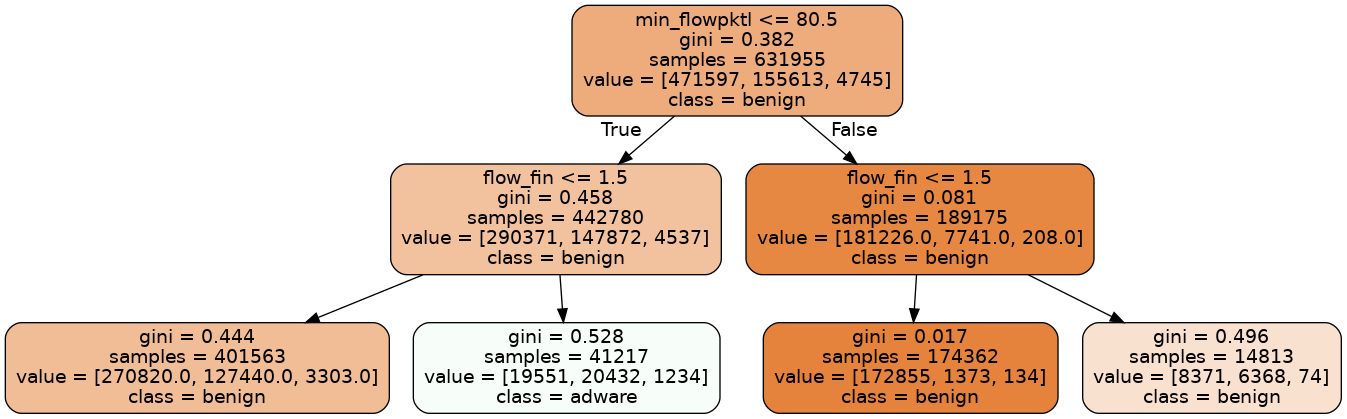 min_flowpktl <= 80.5
gini = 0.382
samples = 631955
value = [471597, 155613, 4745]
class = benign
True
False
flow_fin <= 1.5
gini = 0.458
samples = 442780
value = [290371, 147872, 4537]
class = benign
flow_fin <= 1.5
gini = 0.081
samples = 189175
value = [181226.0, 7741.0, 208.0]
class = benign
gini = 0.444
samples = 401563
value = [270820.0, 127440.0, 3303.0]
class = benign
gini = 0.528
samples = 41217
value = [19551, 20432, 1234]
class = adware
gini = 0.017
samples = 174362
value = [172855, 1373, 134]
class = benign
gini = 0.496
samples = 14813
value = [8371, 6368, 74]
class = benign